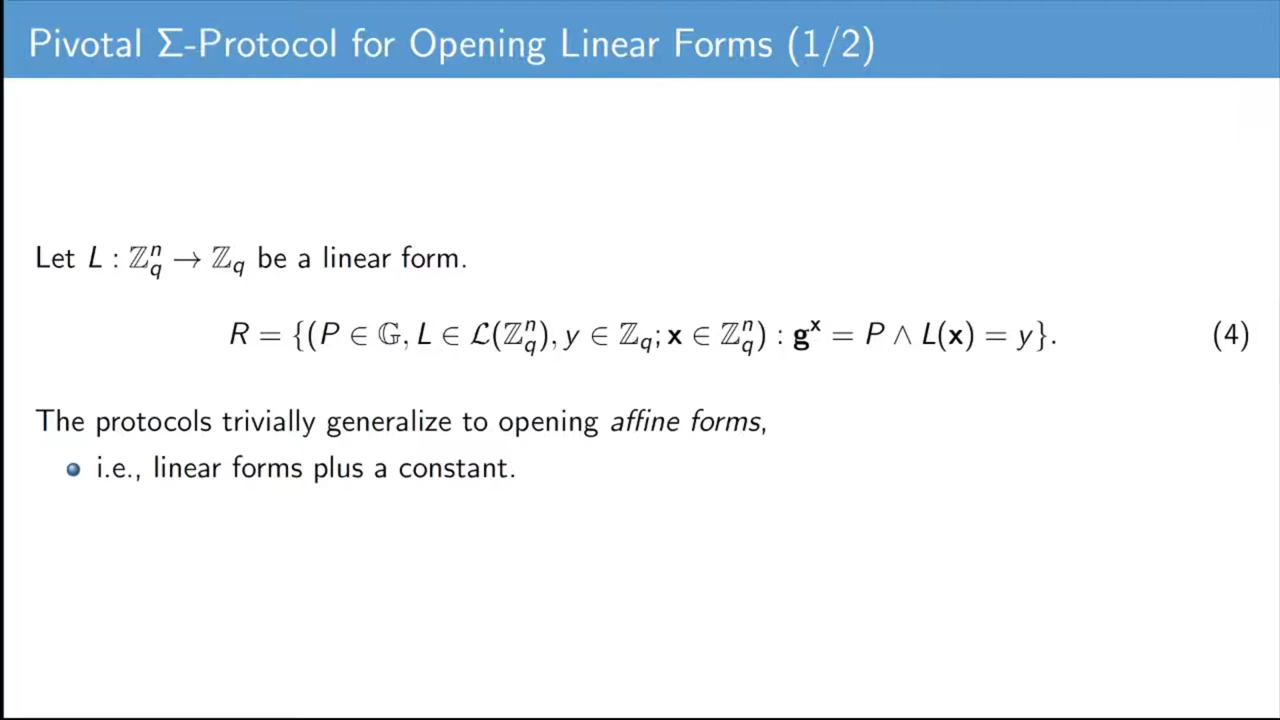 Pivotal Σ-Protocol for Opening Linear Forms (1/2)
Let L : ℤ_q^n → ℤ_q be a linear form.
R = {(P ∈ 𝔾, L ∈ ℒ(ℤ_q^n), y ∈ ℤ_q; 𝐱 ∈ ℤ_q^n) : 𝐠^𝐱 = P ∧ L(𝐱) = y}. (4)
The protocols trivially generalize to opening affine forms,
i.e., linear forms plus a constant.